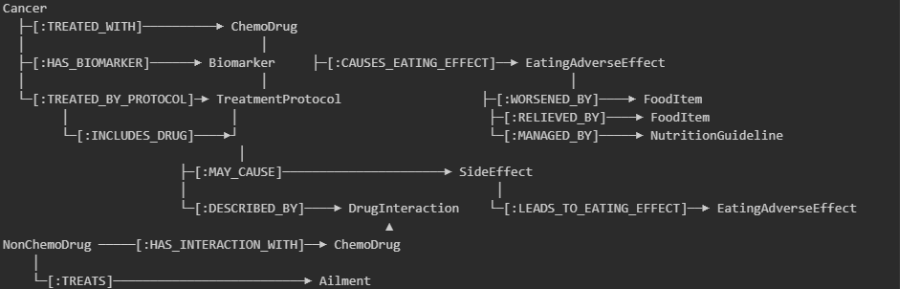 Cancer
├─[:TREATED_WITH]────────► ChemoDrug
├─[:HAS_BIOMARKER]──────► Biomarker ├─[:CAUSES_EATING_EFFECT]─► EatingAdverseEffect
└─[:TREATED_BY_PROTOCOL]─► TreatmentProtocol ├─[:WORSENED_BY]────► FoodItem
├─[:RELIEVED_BY]────► FoodItem
└─[:INCLUDES_DRUG]───►┘ └─[:MANAGED_BY]────► NutritionGuideline
├─[:MAY_CAUSE]─────────────────► SideEffect
└─[:DESCRIBED_BY]───► DrugInteraction └─[:LEADS_TO_EATING_EFFECT]──► EatingAdverseEffect
▲
NonChemoDrug ────[:HAS_INTERACTION_WITH]──► ChemoDrug
└─[:TREATS]────────────────────► Ailment